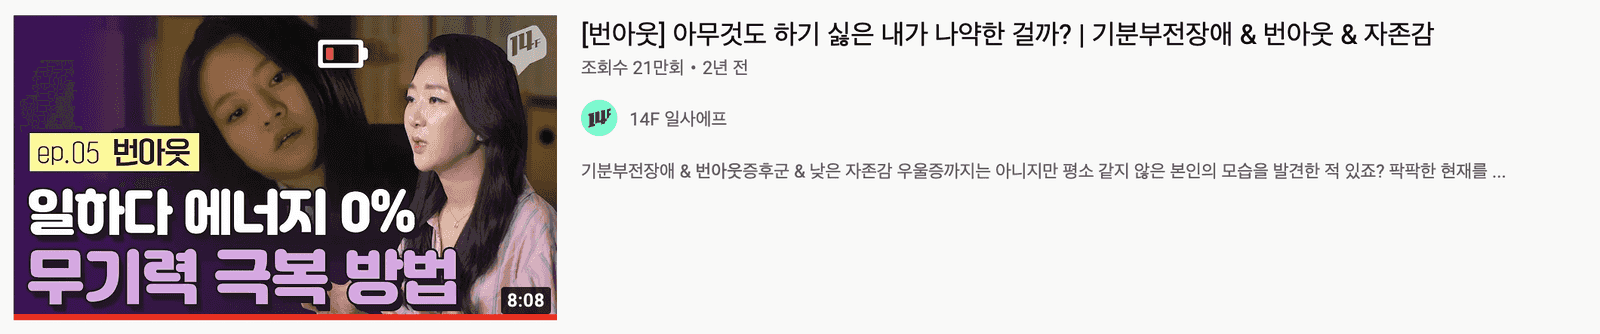 14F
ep.05 번아웃
일하다 에너지 0%
무기력 극복 방법
8:08
[번아웃] 아무것도 하기 싫은 내가 나약한 걸까? | 기분부전장애 & 번아웃 & 자존감
조회수 21만회 • 2년 전
14F 14F 일사에프
기분부전장애 & 번아웃증후군 & 낮은 자존감 우울증까지는 아니지만 평소 같지 않은 본인의 모습을 발견한 적 있죠? 팍팍한 현재를 ...